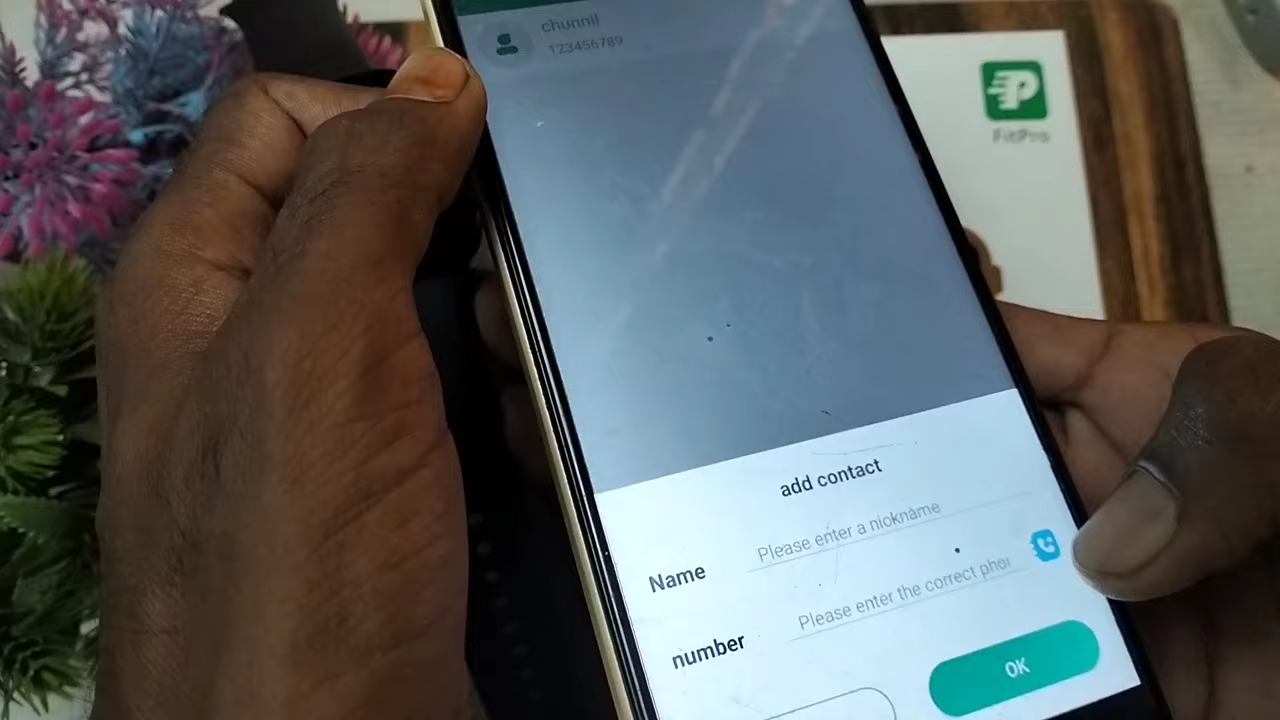 chunnil
123456789
FitPro
add contact
Name
Please enter a nickname
number
Please enter the correct phor
OK